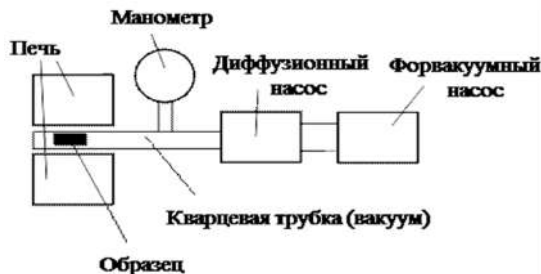 Манометр
Печь
Диффузионный
насос
Форвакуумный
насос
Кварцевая трубка (вакуум)
Образец